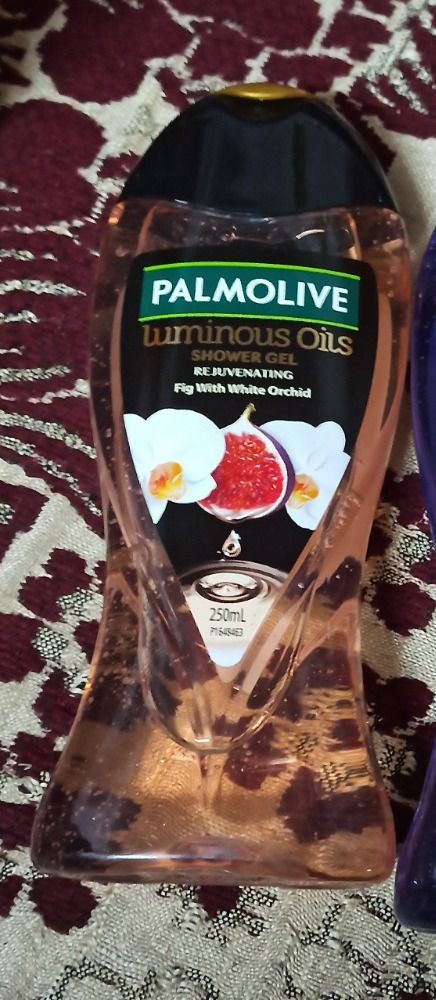 PALMOLIVE
Luminous Oils
SHOWER GEL
REJUVENATING
Fig With White Orchid
250mL
P1648463